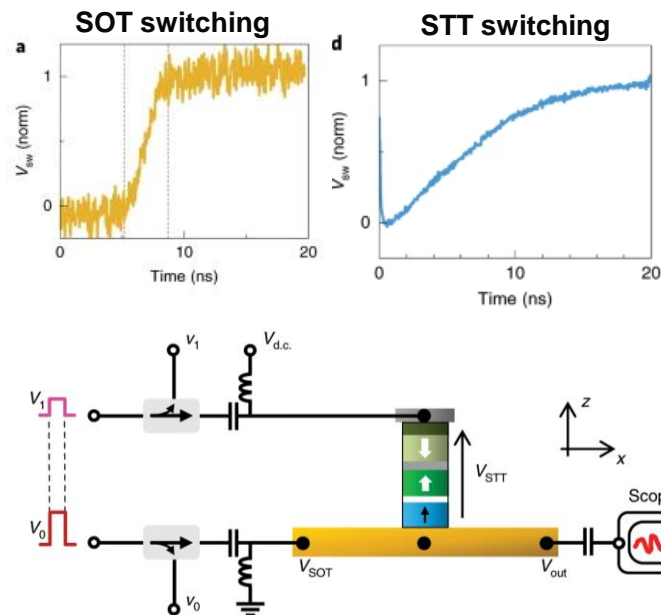 SOT switching STT switching
a
d
1
0
V_sw (norm)
0 10 20
Time (ns)
1
0
V_sw (norm)
0 10 20
Time (ns)
v_1
V_d.c.
V_1
z
x
V_STT
Scop
V_0
V_SOT
V_out
v_0